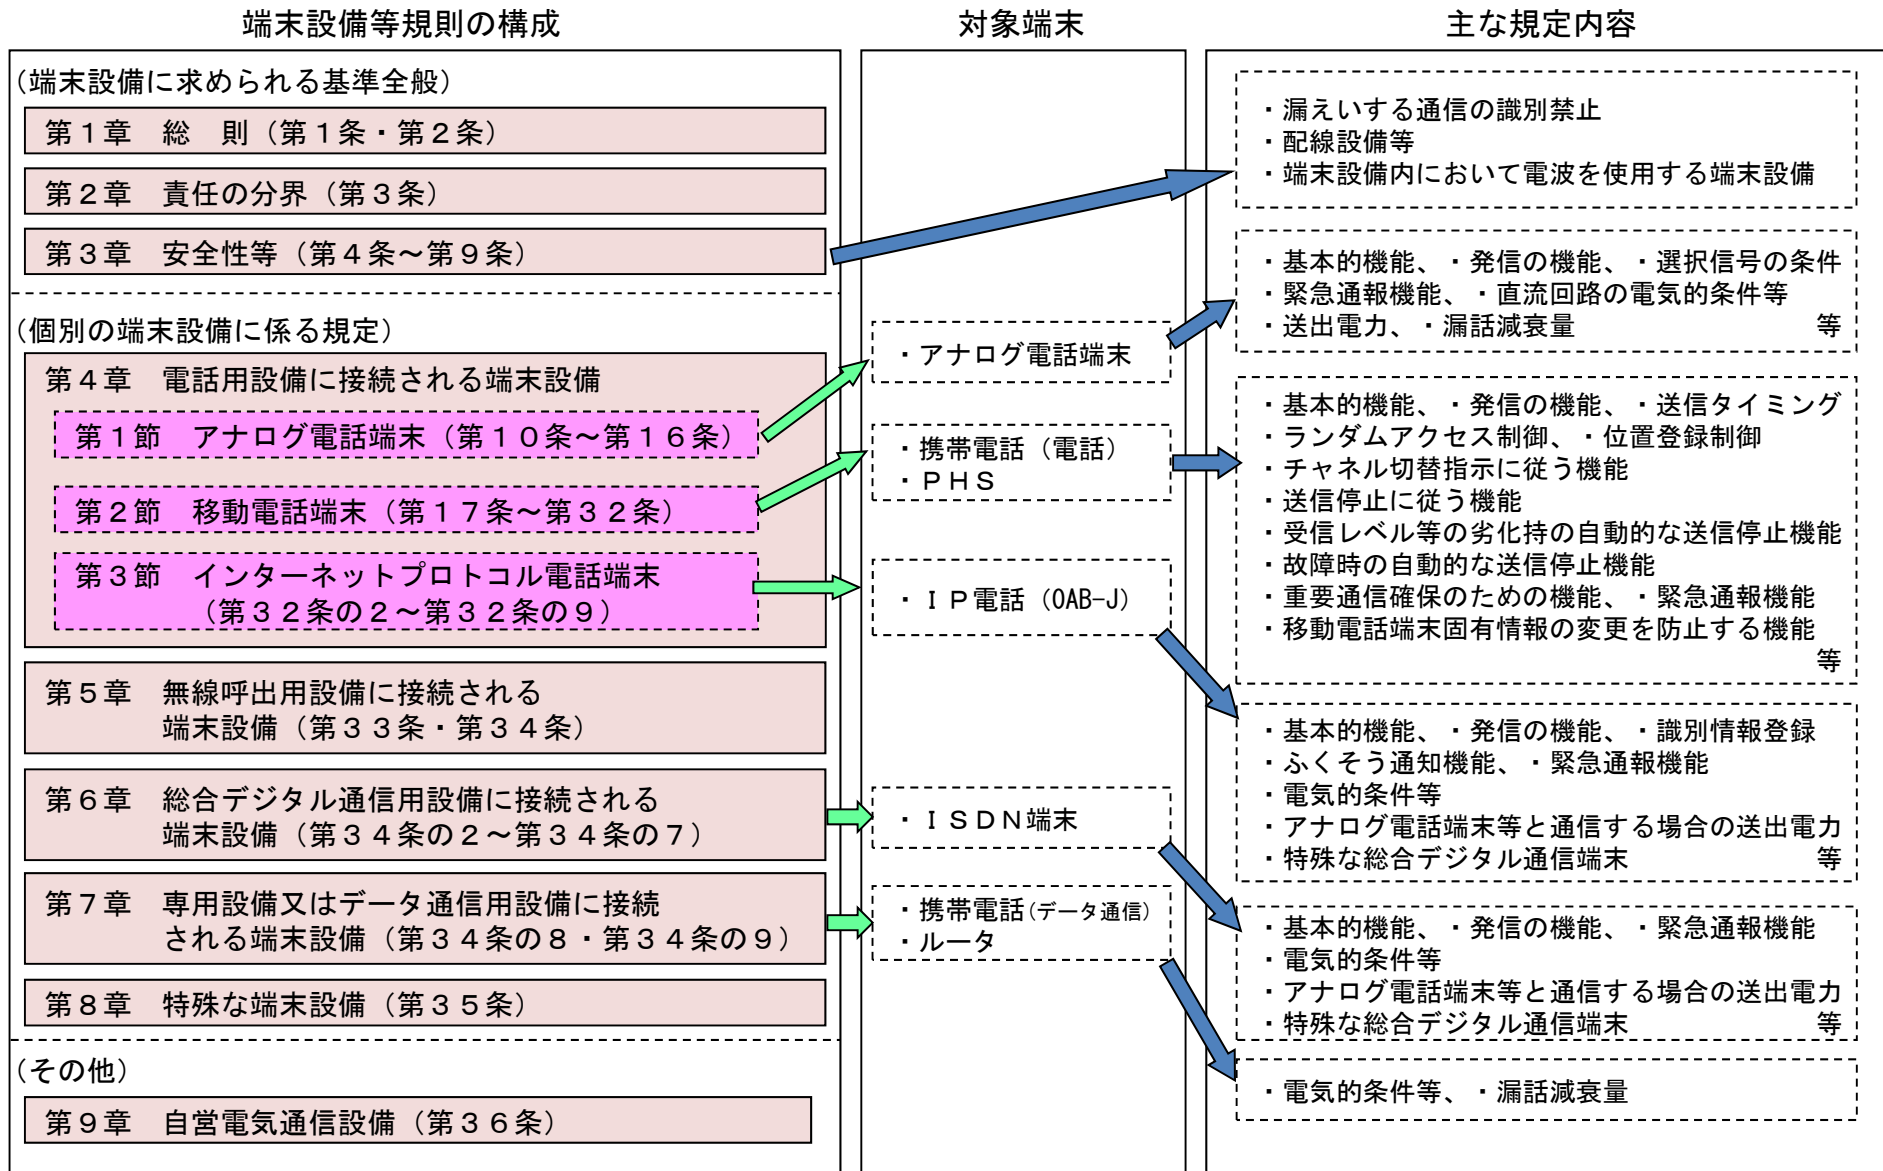 端末設備等規則の構成
(端末設備に求められる基準全般)
第１章　総　則（第１条・第２条）
第２章　責任の分界（第３条）
第３章　安全性等（第４条～第９条）
(個別の端末設備に係る規定)
第４章　電話用設備に接続される端末設備
第１節　アナログ電話端末（第１０条～第１６条）
第２節　移動電話端末（第１７条～第３２条）
第３節　インターネットプロトコル電話端末
（第３２条の２～第３２条の９）
第５章　無線呼出用設備に接続される
端末設備（第３３条・第３４条）
第６章　総合デジタル通信用設備に接続される
端末設備（第３４条の２～第３４条の７）
第７章　専用設備又はデータ通信用設備に接続
される端末設備（第３４条の８・第３４条の９）
第８章　特殊な端末設備（第３５条）
(その他)
第９章　自営電気通信設備（第３６条）
対象端末
・アナログ電話端末
・携帯電話（電話）
・ＰＨＳ
・ＩＰ電話（0AB-J）
・ＩＳＤＮ端末
・携帯電話(データ通信)
・ルータ
主な規定内容
・漏えいする通信の識別禁止
・配線設備等
・端末設備内において電波を使用する端末設備
・基本的機能、・発信の機能、・選択信号の条件
・緊急通報機能、・直流回路の電気的条件等
・送出電力、・漏話減衰量　等
・基本的機能、・発信の機能、・送信タイミング
・ランダムアクセス制御、・位置登録制御
・チャネル切替指示に従う機能
・送信停止に従う機能
・受信レベル等の劣化持の自動的な送信停止機能
・故障時の自動的な送信停止機能
・重要通信確保のための機能、・緊急通報機能
・移動電話端末固有情報の変更を防止する機能
等
・基本的機能、・発信の機能、・識別情報登録
・ふくそう通知機能、・緊急通報機能
・電気的条件等
・アナログ電話端末等と通信する場合の送出電力
・特殊な総合デジタル通信端末　等
・基本的機能、・発信の機能、・緊急通報機能
・電気的条件等
・アナログ電話端末等と通信する場合の送出電力
・特殊な総合デジタル通信端末　等
・電気的条件等、・漏話減衰量